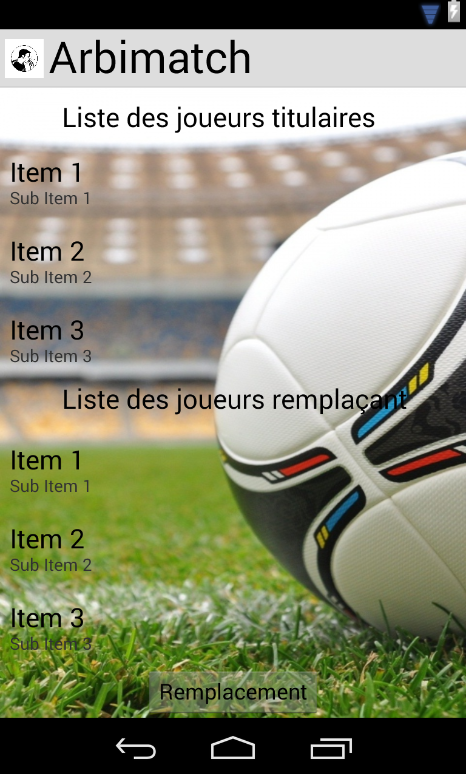 Arbimatch
Liste des joueurs titulaires
Item 1
Sub Item 1
Item 2
Sub Item 2
Item 3
Sub Item 3
Liste des joueurs remplaçant
Item 1
Sub Item 1
Item 2
Sub Item 2
Item 3
Sub Item 3
Remplacement